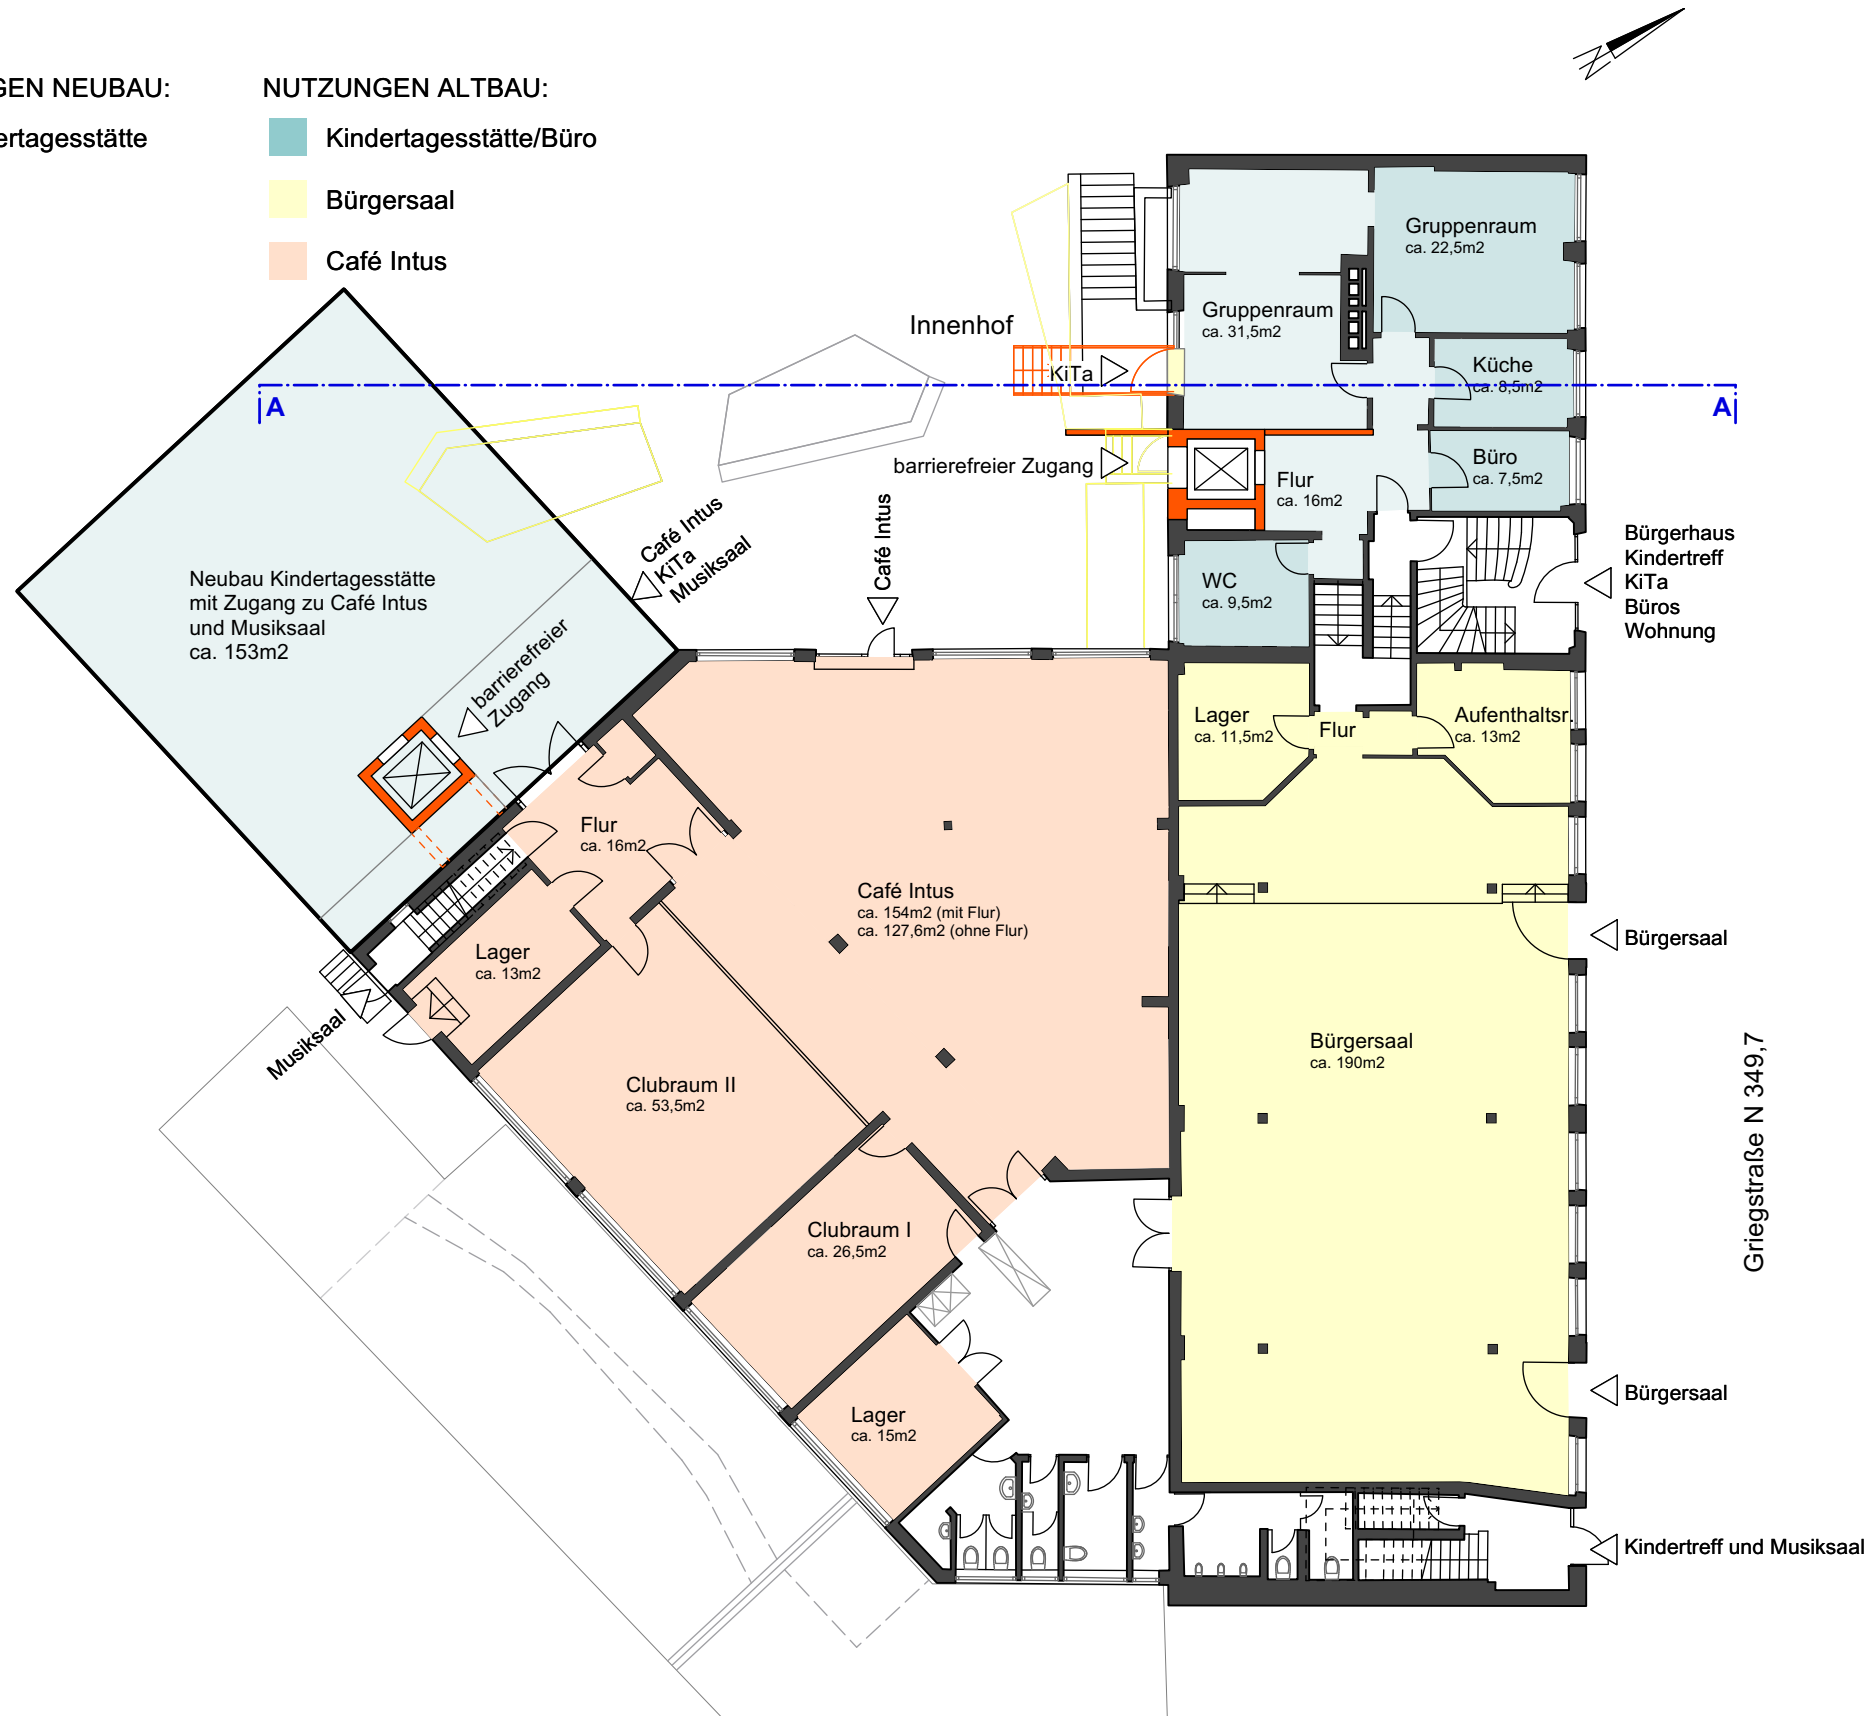 GEN NEUBAU:
ertagesstätte
NUTZUNGEN ALTBAU:
Kindertagesstätte/Büro
Bürgersaal
Café Intus
N
Innenhof
Gruppenraum
ca. 22,5m2
Gruppenraum
ca. 31,5m2
Küche
ca. 8,5m2
KiTa
A
A
barrierefreier Zugang
Büro
ca. 7,5m2
Flur
ca. 16m2
Café Intus
KiTa
Musiksaal
Café Intus
Bürgerhaus
Kindertreff
KiTa
Büros
Wohnung
WC
ca. 9,5m2
Neubau Kindertagesstätte
mit Zugang zu Café Intus
und Musiksaal
ca. 153m2
barrierefreier
Zugang
Lager
ca. 11,5m2
Flur
Aufenthaltsr.
ca. 13m2
Flur
ca. 16m2
Café Intus
ca. 154m2 (mit Flur)
ca. 127,6m2 (ohne Flur)
Lager
ca. 13m2
Bürgersaal
Musiksaal
Bürgersaal
ca. 190m2
Clubraum II
ca. 53,5m2
Griegstraße N 349,7
Clubraum I
ca. 26,5m2
Lager
ca. 15m2
Bürgersaal
Kindertreff und Musiksaal